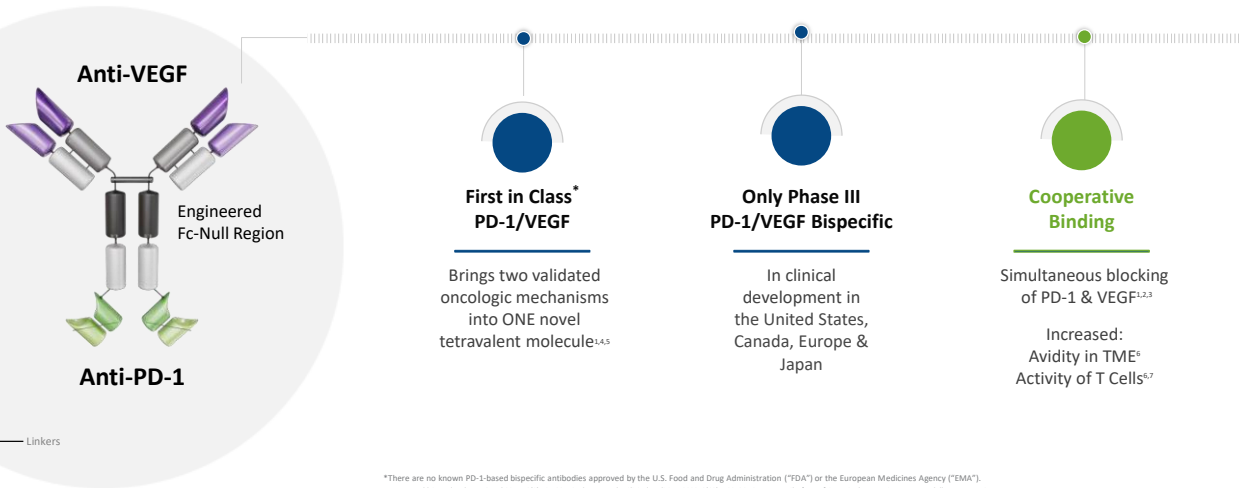 Anti-VEGF
Engineered
Fc-Null Region
Anti-PD-1
Linkers
First in Class*
PD-1/VEGF
Brings two validated
oncologic mechanisms
into ONE novel
tetravalent molecule1,4,5
Only Phase III
PD-1/VEGF Bispecific
In clinical
development in
the United States,
Canada, Europe &
Japan
Cooperative
Binding
Simultaneous blocking
of PD-1 & VEGF1,2,3
Increased:
Avidity in TME6
Activity of T Cells6,7
*There are no known PD-1-based bispecific antibodies approved by the U.S. Food and Drug Administration ("FDA") or the European Medicines Agency ("EMA").